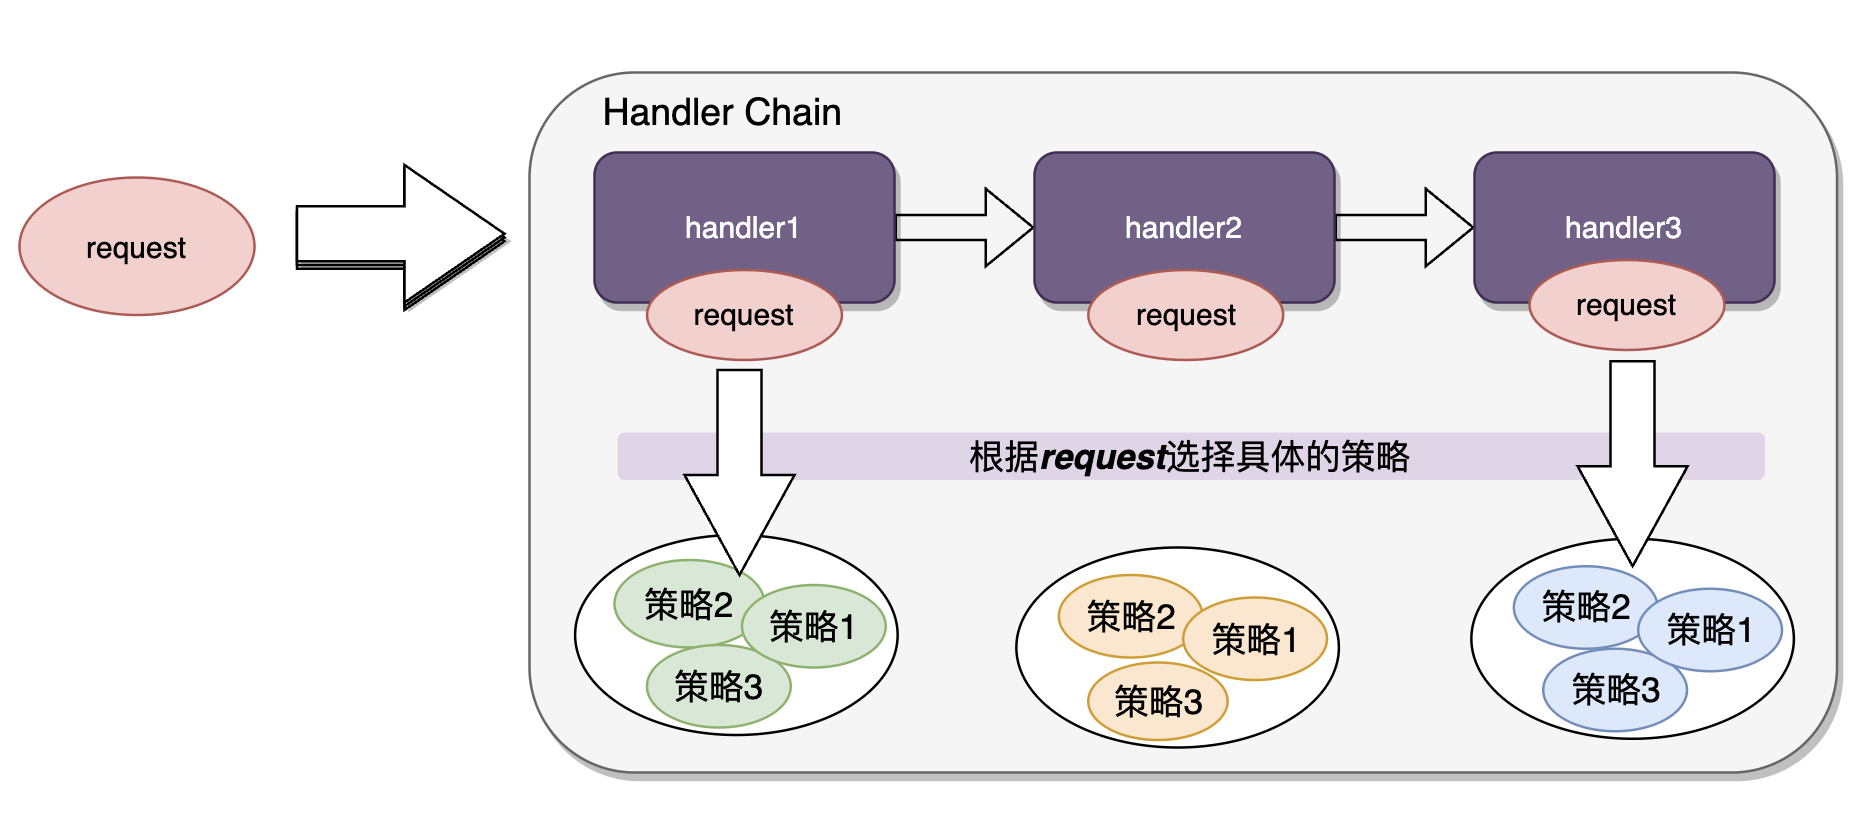 Handler Chain
request
handler1
handler2
handler3
request
request
request
根据request选择具体的策略
策略2
策略1
策略3
策略2
策略1
策略3
策略2
策略1
策略3